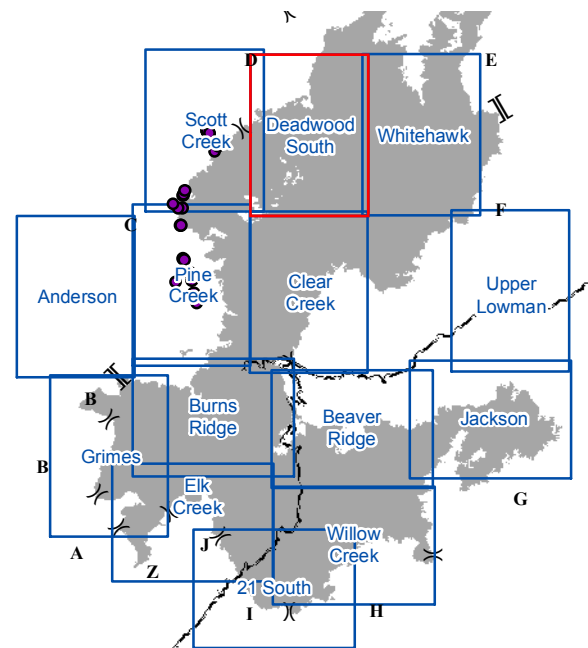 D
E
Scott
Creek
Deadwood
South
Whitehawk
C
F
Anderson
Pine
Creek
Clear
Creek
Upper
Lowman
B
Burns
Ridge
Beaver
Ridge
Jackson
B
Grimes
Elk
Creek
G
A
Z
J
Willow
Creek
21 South
I
H